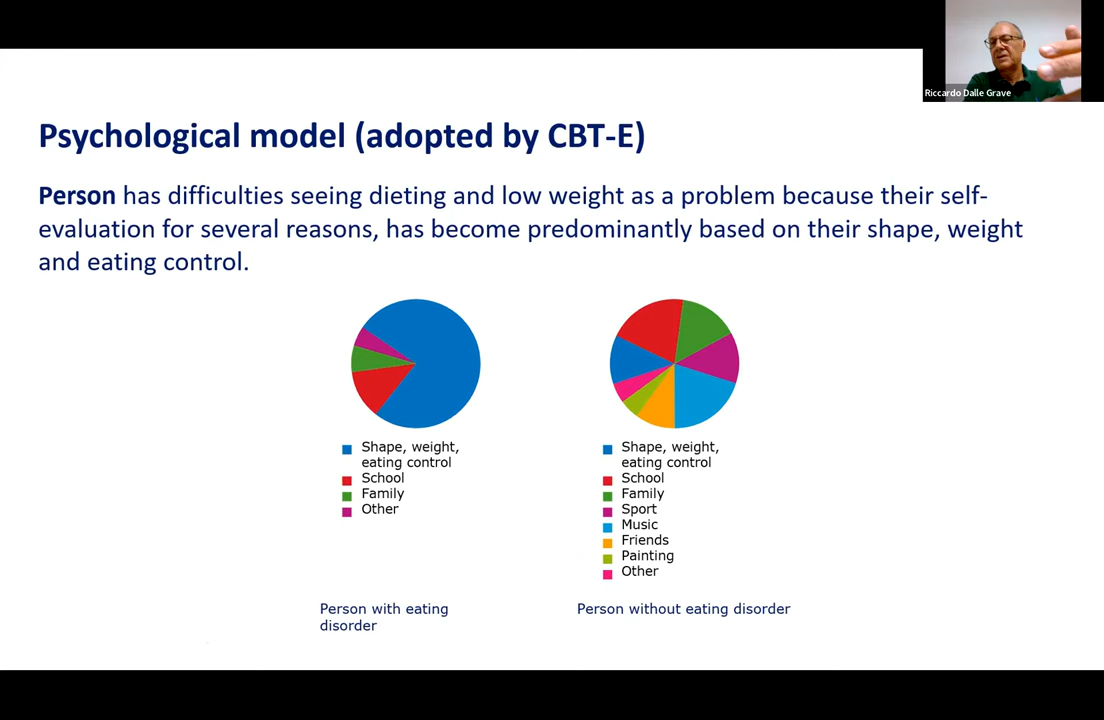 Riccardo Dalle Grave
Psychological model (adopted by CBT-E)
Person has difficulties seeing dieting and low weight as a problem because their self-
evaluation for several reasons, has become predominantly based on their shape, weight
and eating control.
Shape, weight,
eating control
School
Family
Other
Person with eating
disorder
Shape, weight,
eating control
School
Family
Sport
Music
Friends
Painting
Other
Person without eating disorder